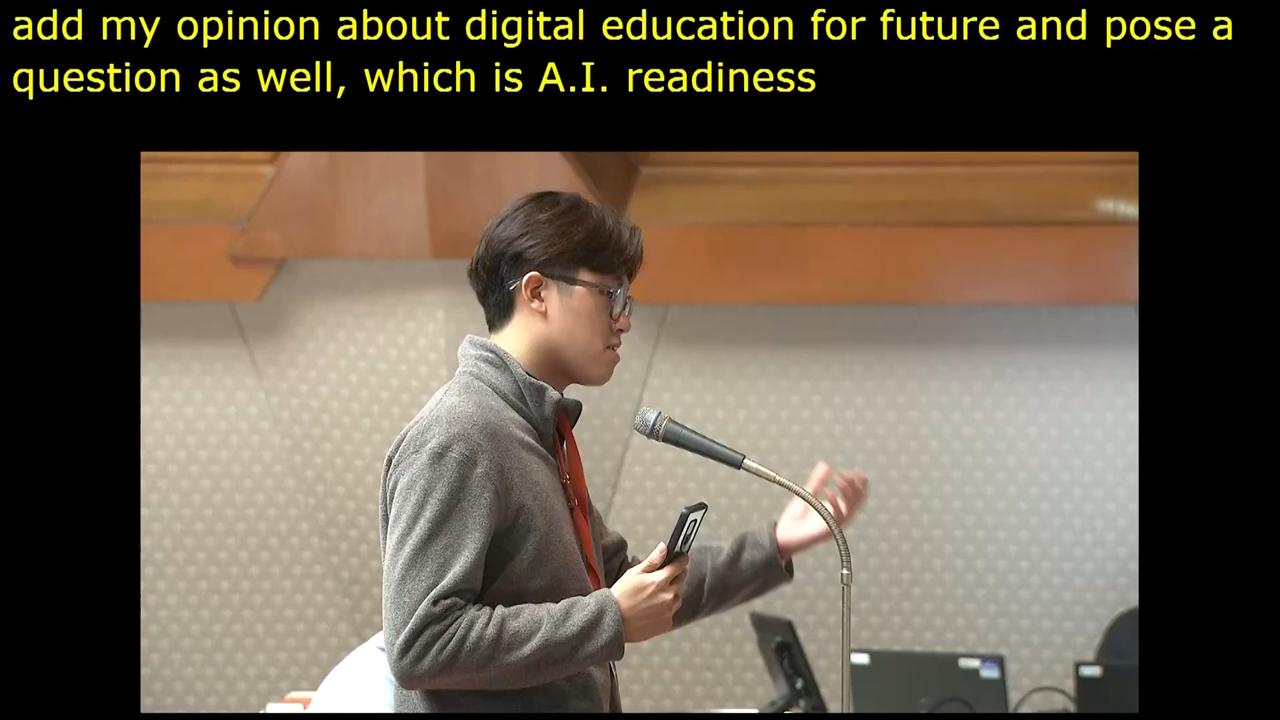 add my opinion about digital education for future and pose a
question as well, which is A.I. readiness